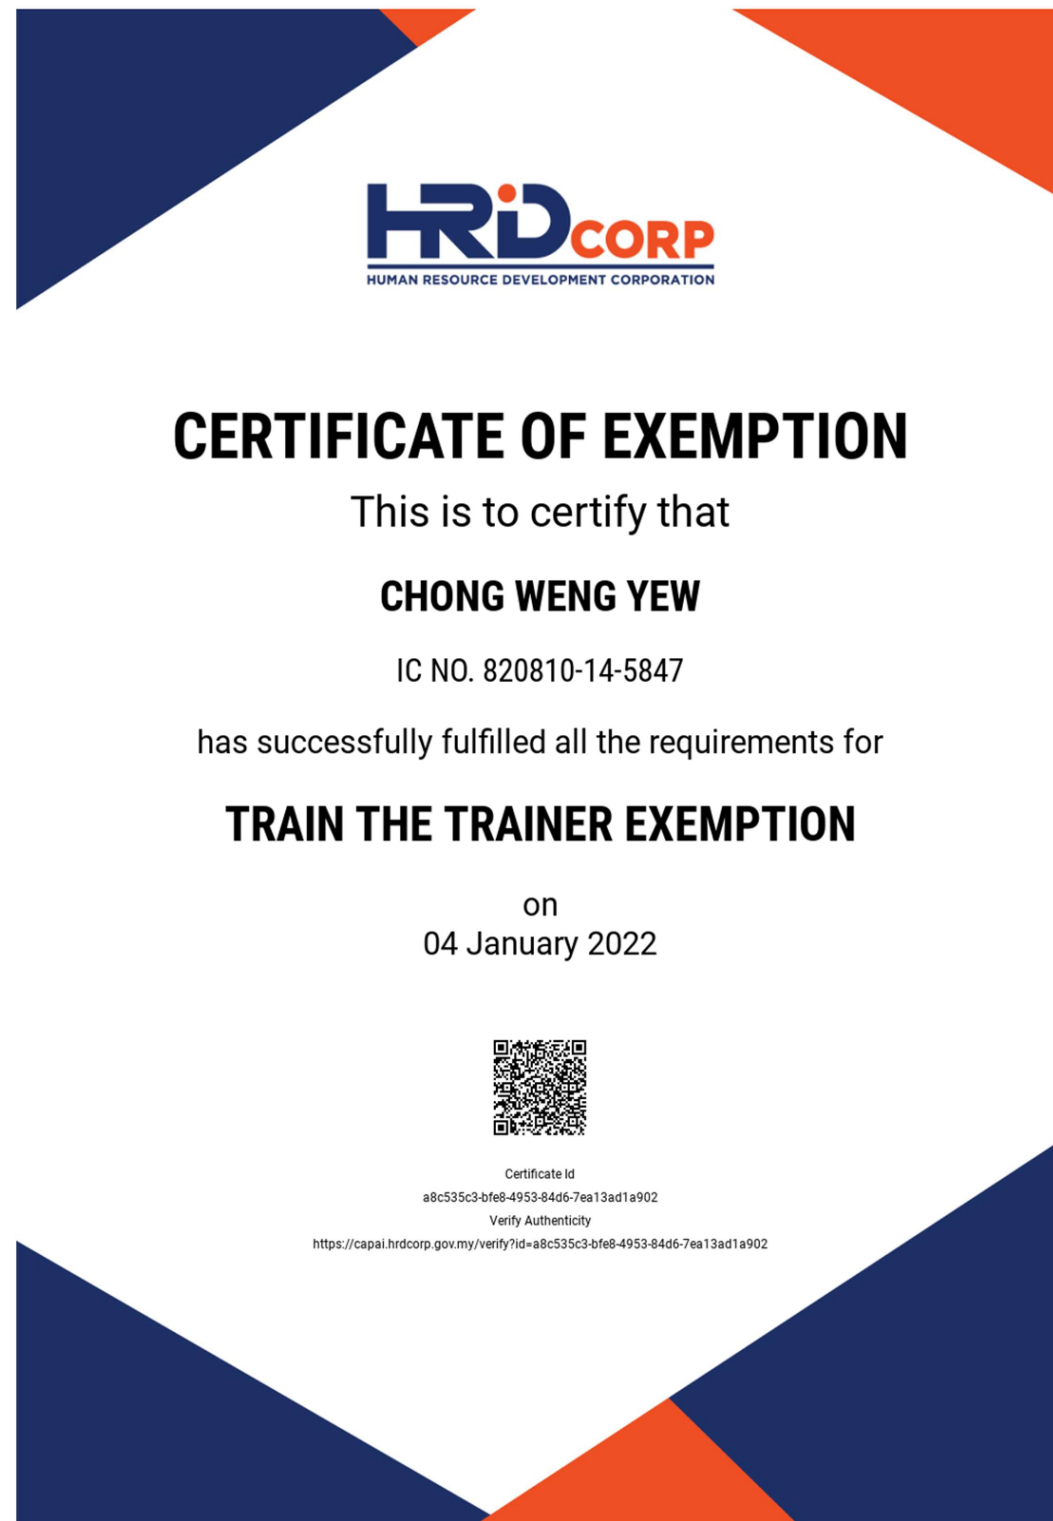 HRD CORP
HUMAN RESOURCE DEVELOPMENT CORPORATION
CERTIFICATE OF EXEMPTION
This is to certify that
CHONG WENG YEW
IC NO. 820810-14-5847
has successfully fulfilled all the requirements for
TRAIN THE TRAINER EXEMPTION
on
04 January 2022
Certificate Id
a8c535c3-bfe8-4953-84d6-7ea13ad1a902
Verify Authenticity
https://capai.hrdcorp.gov.my/verify?id=a8c535c3-bfe8-4953-84d6-7ea13ad1a902